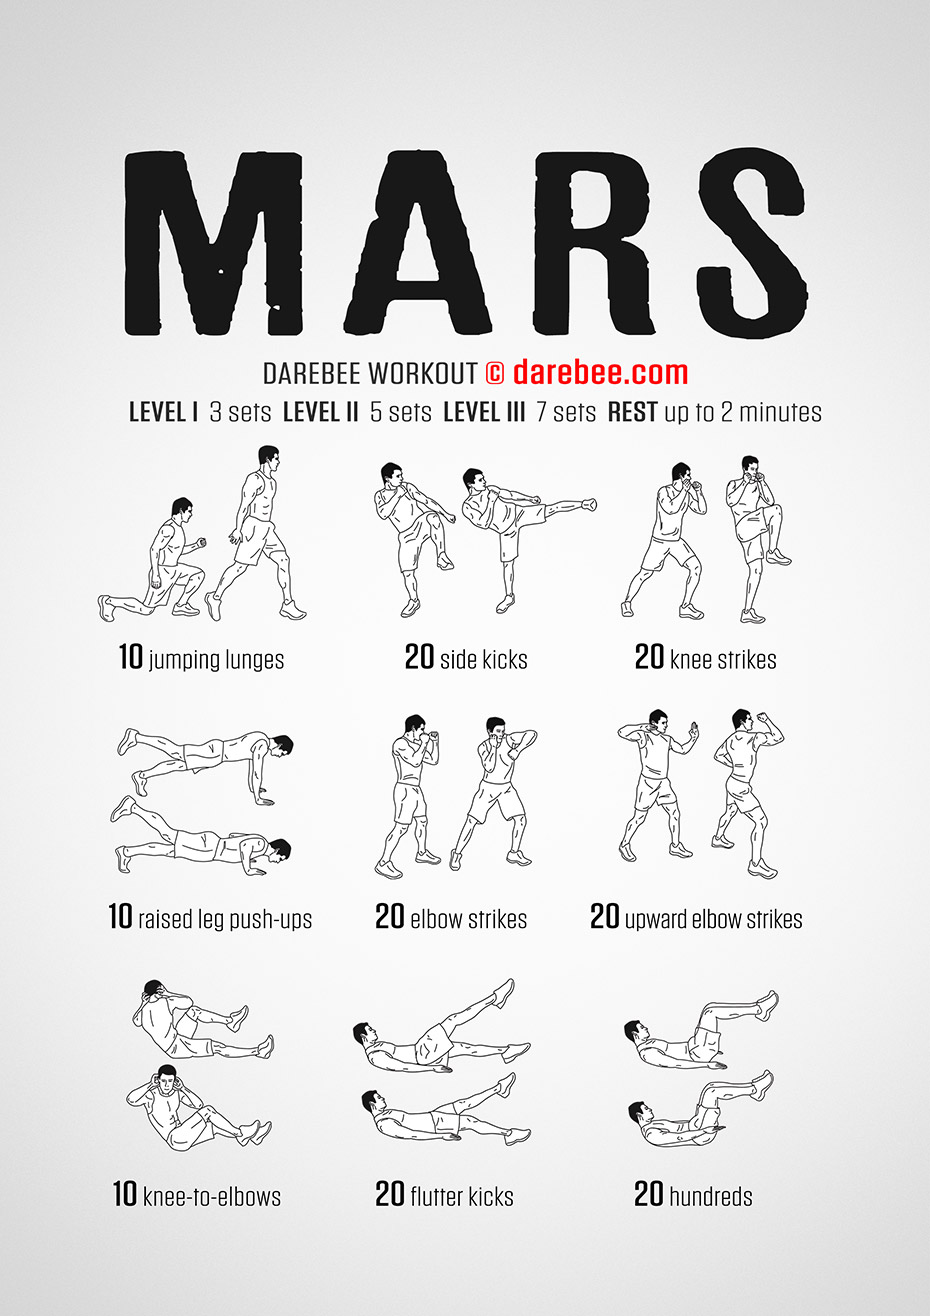 MARS
DAREBEE WORKOUT © darebee.com
LEVEL I 3 sets LEVEL II 5 sets LEVEL III 7 sets REST up to 2 minutes
10 jumping lunges
20 side kicks
20 knee strikes
10 raised leg push-ups
20 elbow strikes
20 upward elbow strikes
10 knee-to-elbows
20 flutter kicks
20 hundreds